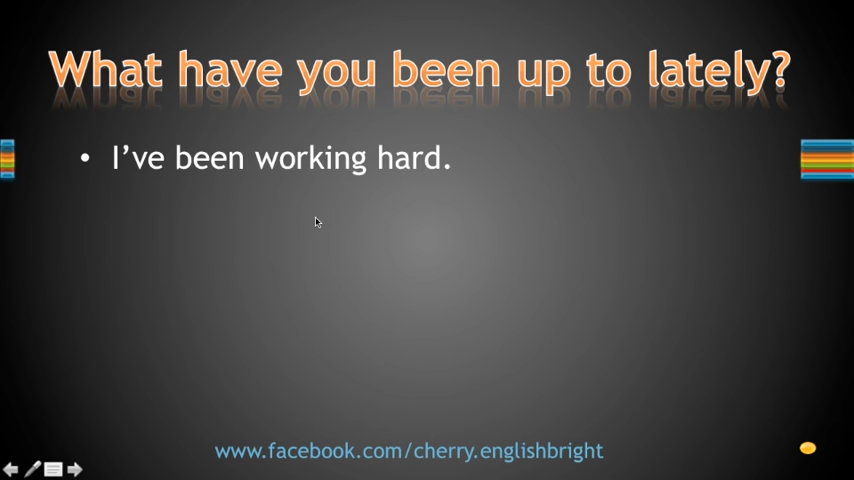 What have you been up to lately?
• I’ve been working hard.
www.facebook.com/cherry.englishbright